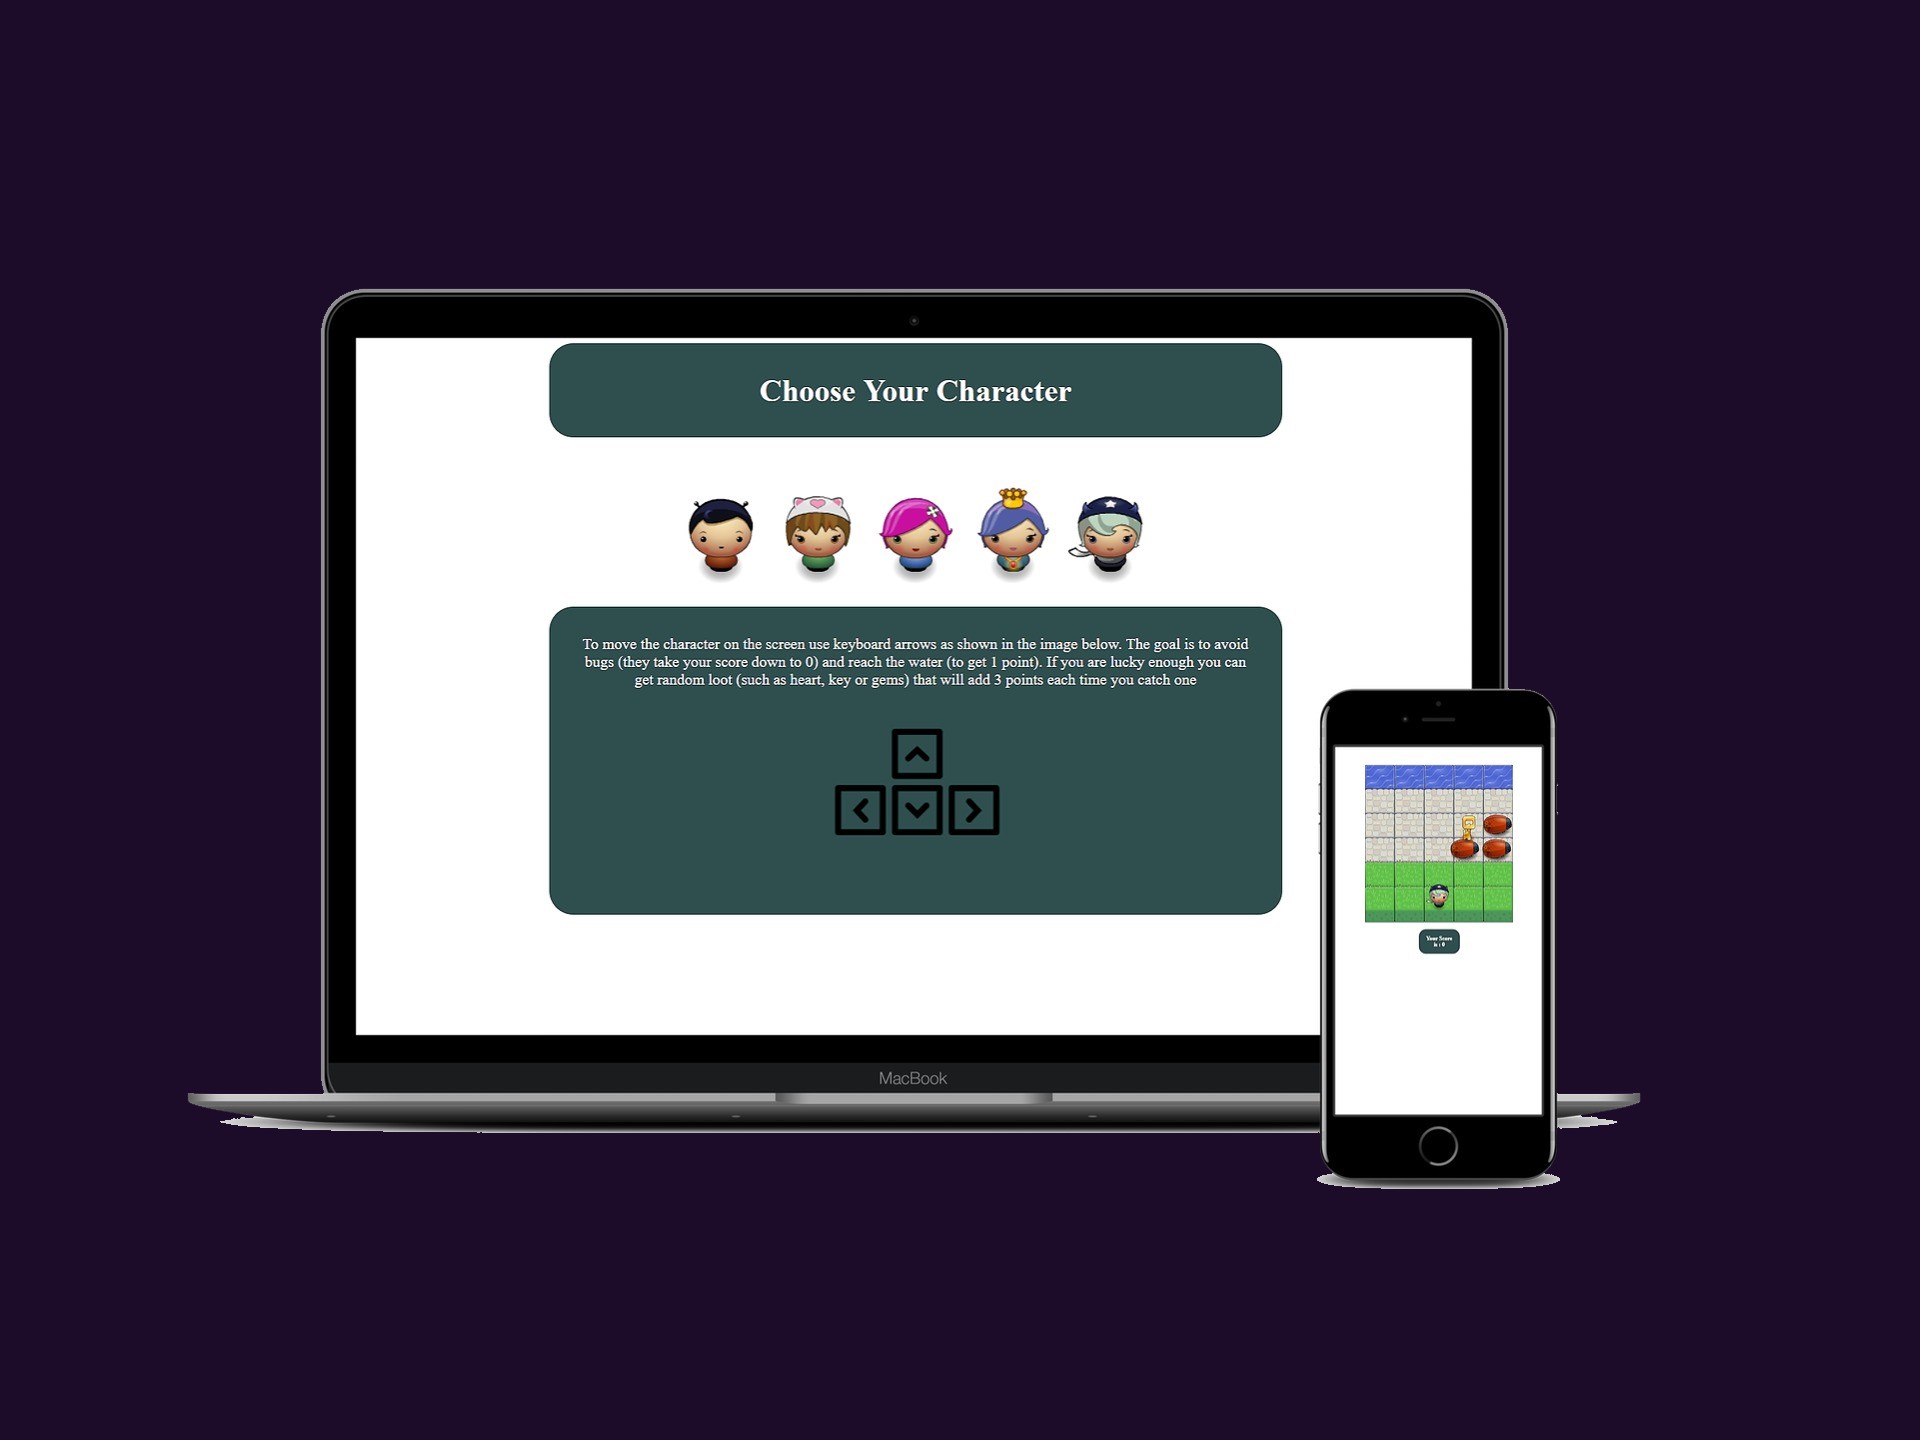 Choose Your Character
To move the character on the screen use keyboard arrows as shown in the image below. The goal is to avoid
bugs (they take your score down to 0) and reach the water (to get 1 point). If you are lucky enough you can
get random loot (such as heart, key or gems) that will add 3 points each time you catch one
MacBook
Your Score
is : 0